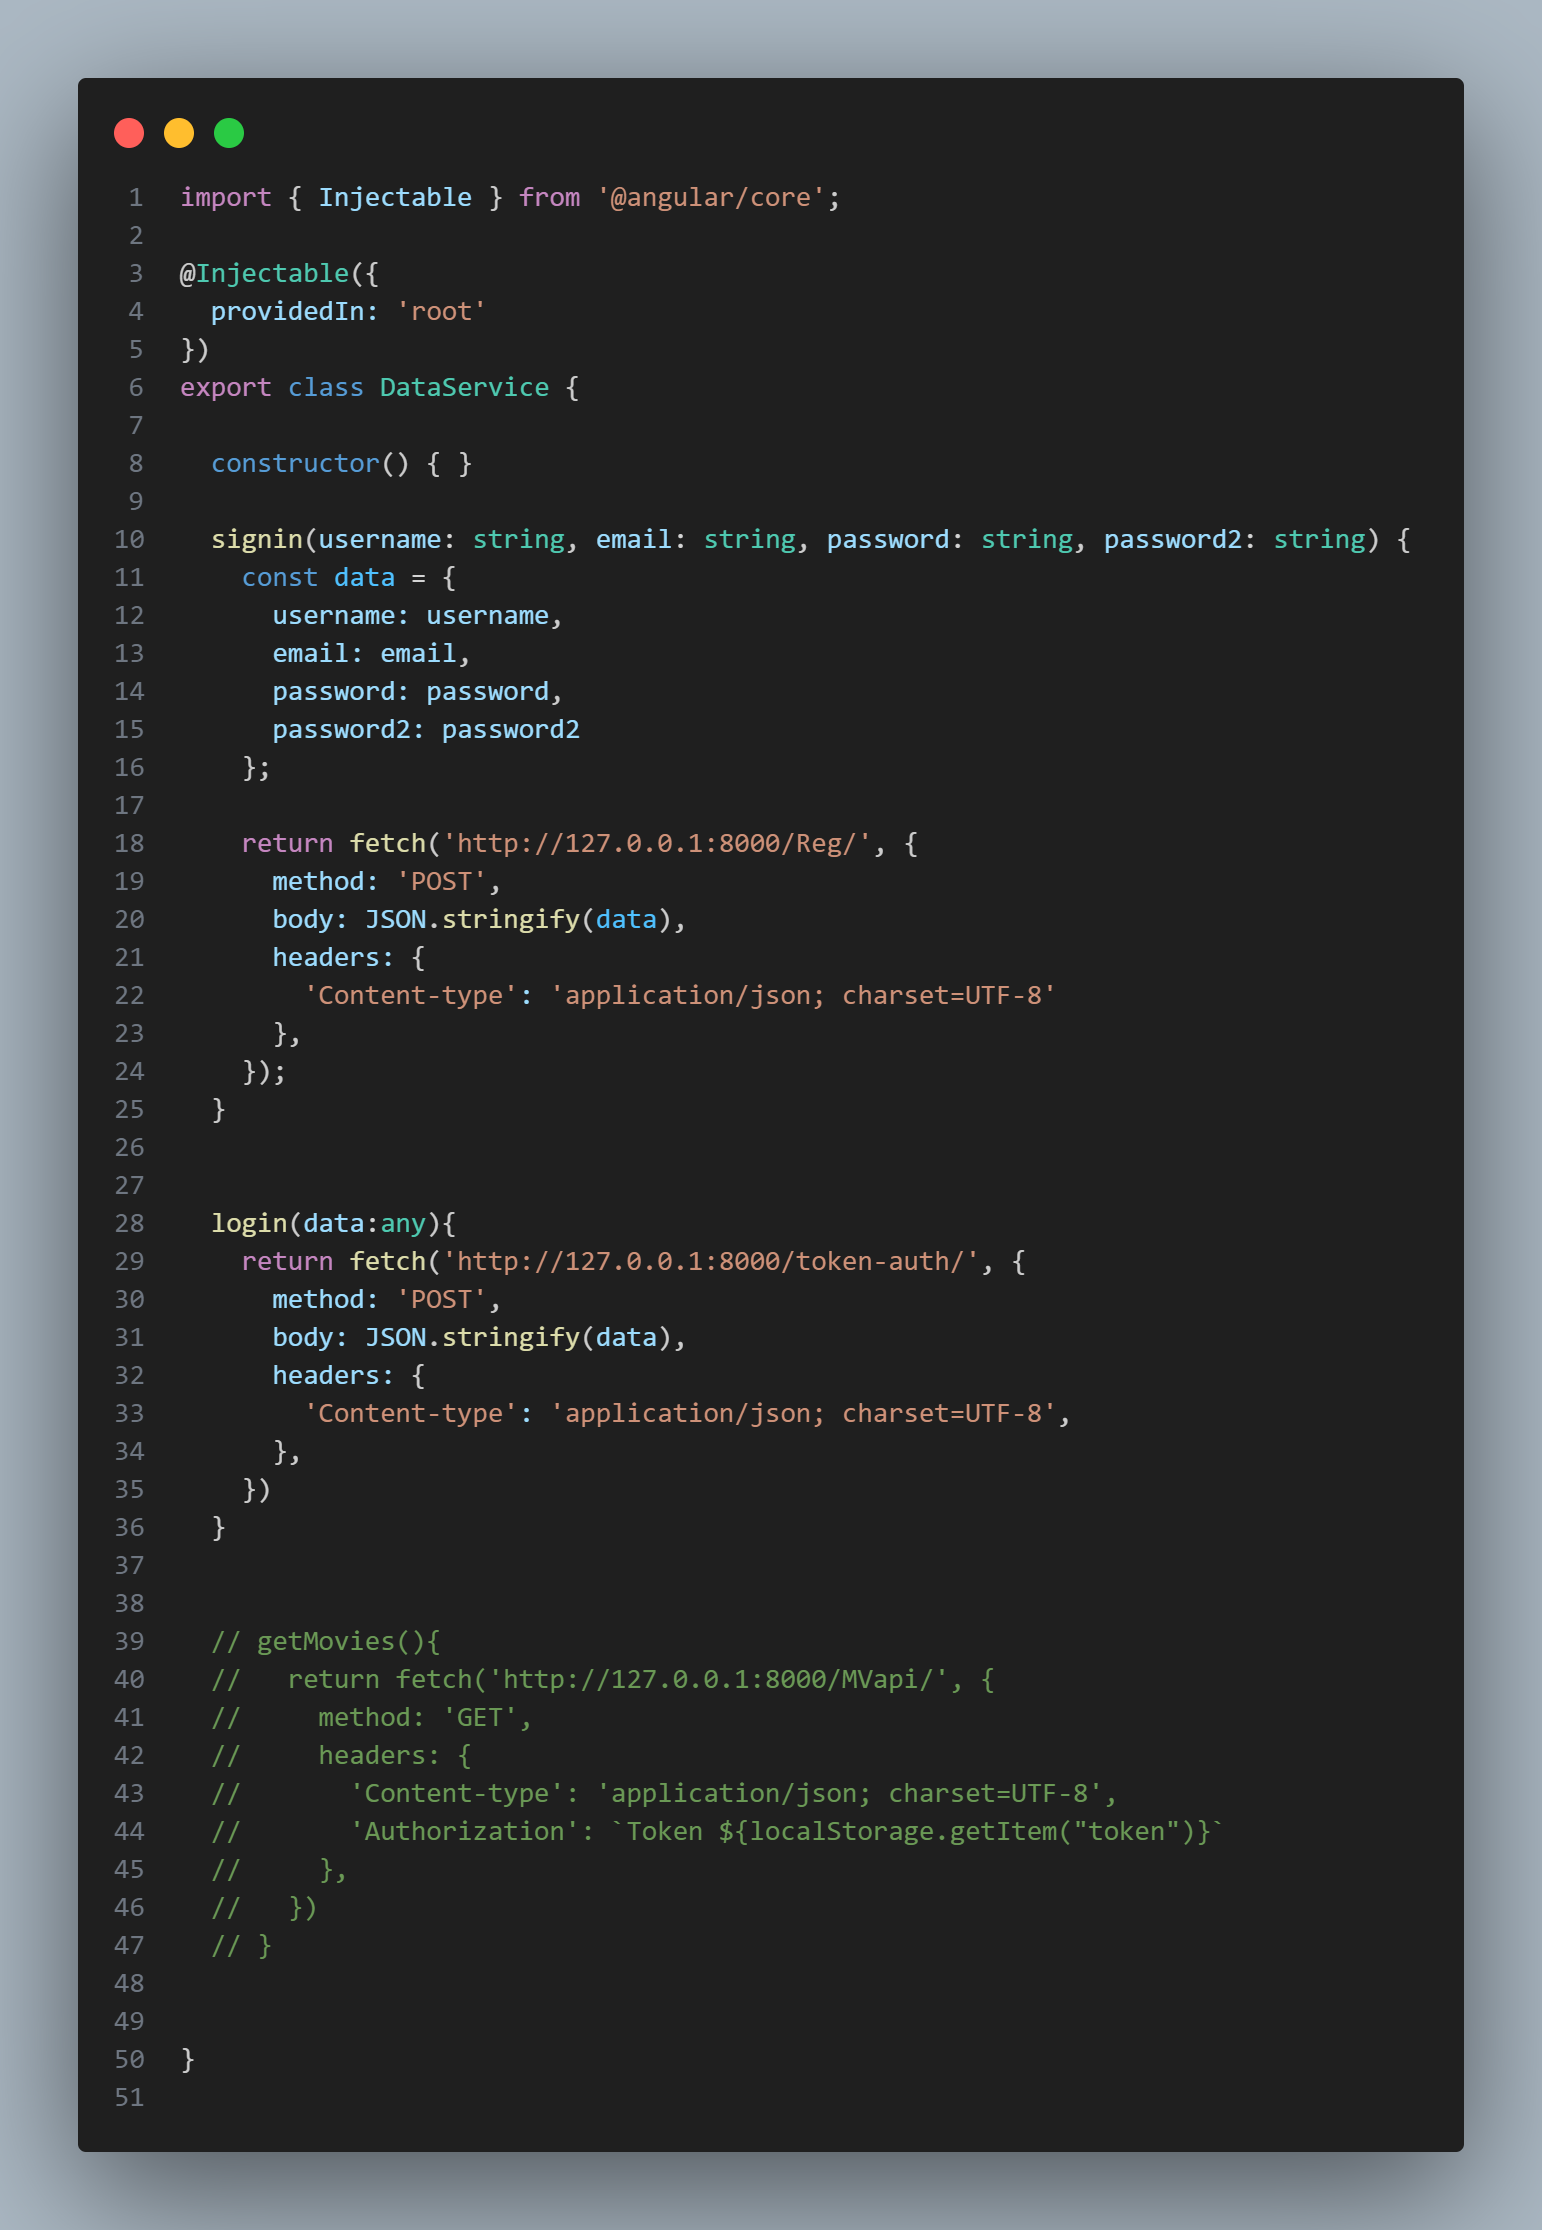 1 import { Injectable } from '@angular/core';
2
3 @Injectable({
4   providedIn: 'root'
5 })
6 export class DataService {
7
8   constructor() { }
9
10   signin(username: string, email: string, password: string, password2: string) {
11     const data = {
12       username: username,
13       email: email,
14       password: password,
15       password2: password2
16     };
17
18     return fetch('http://127.0.0.1:8000/Reg/', {
19       method: 'POST',
20       body: JSON.stringify(data),
21       headers: {
22         'Content-type': 'application/json; charset=UTF-8'
23       },
24     });
25   }
26
27
28   login(data:any){
29     return fetch('http://127.0.0.1:8000/token-auth/', {
30       method: 'POST',
31       body: JSON.stringify(data),
32       headers: {
33         'Content-type': 'application/json; charset=UTF-8',
34       },
35     })
36   }
37
38
39   // getMovies(){
40   //   return fetch('http://127.0.0.1:8000/MVapi/', {
41   //     method: 'GET',
42   //     headers: {
43   //       'Content-type': 'application/json; charset=UTF-8',
44   //       'Authorization': `Token ${localStorage.getItem("token")}`
45   //     },
46   //   })
47   // }
48
49
50 }
51